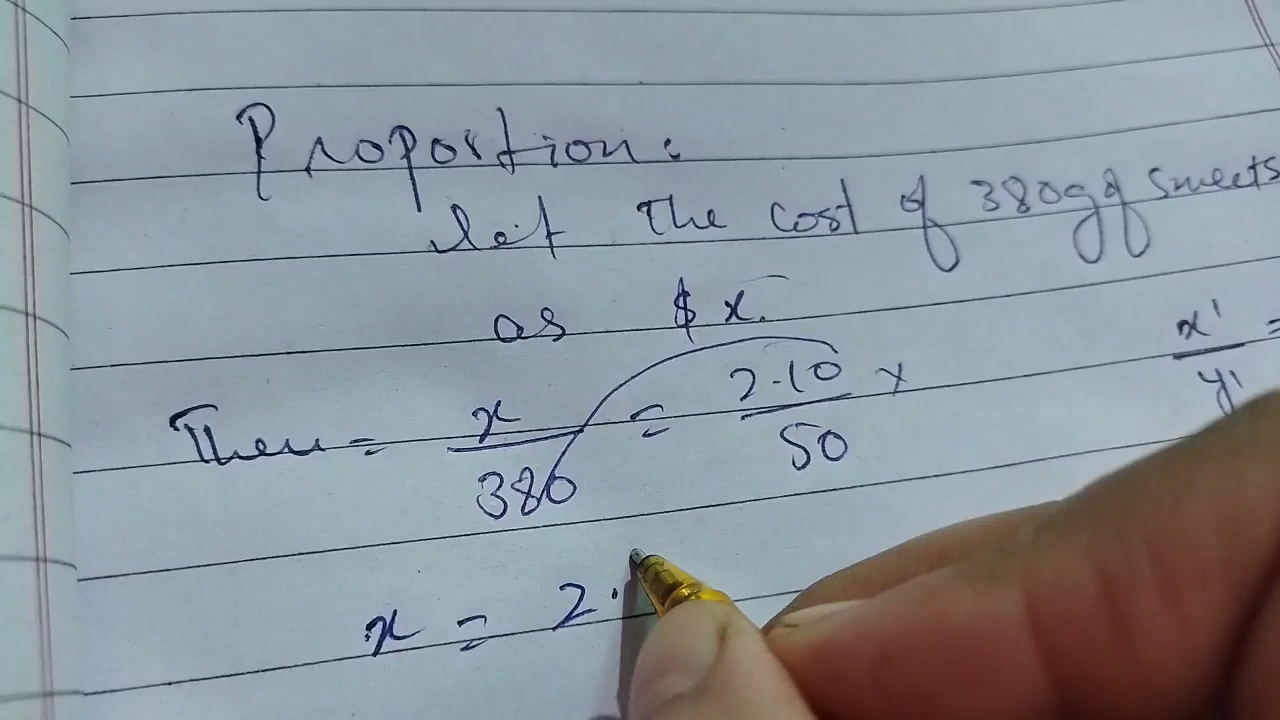 Proportion:
let the cost of 380g of sweets
as $ x.
Then = x/380 = 2.10/50 ×
x'/y' =
x = 2.